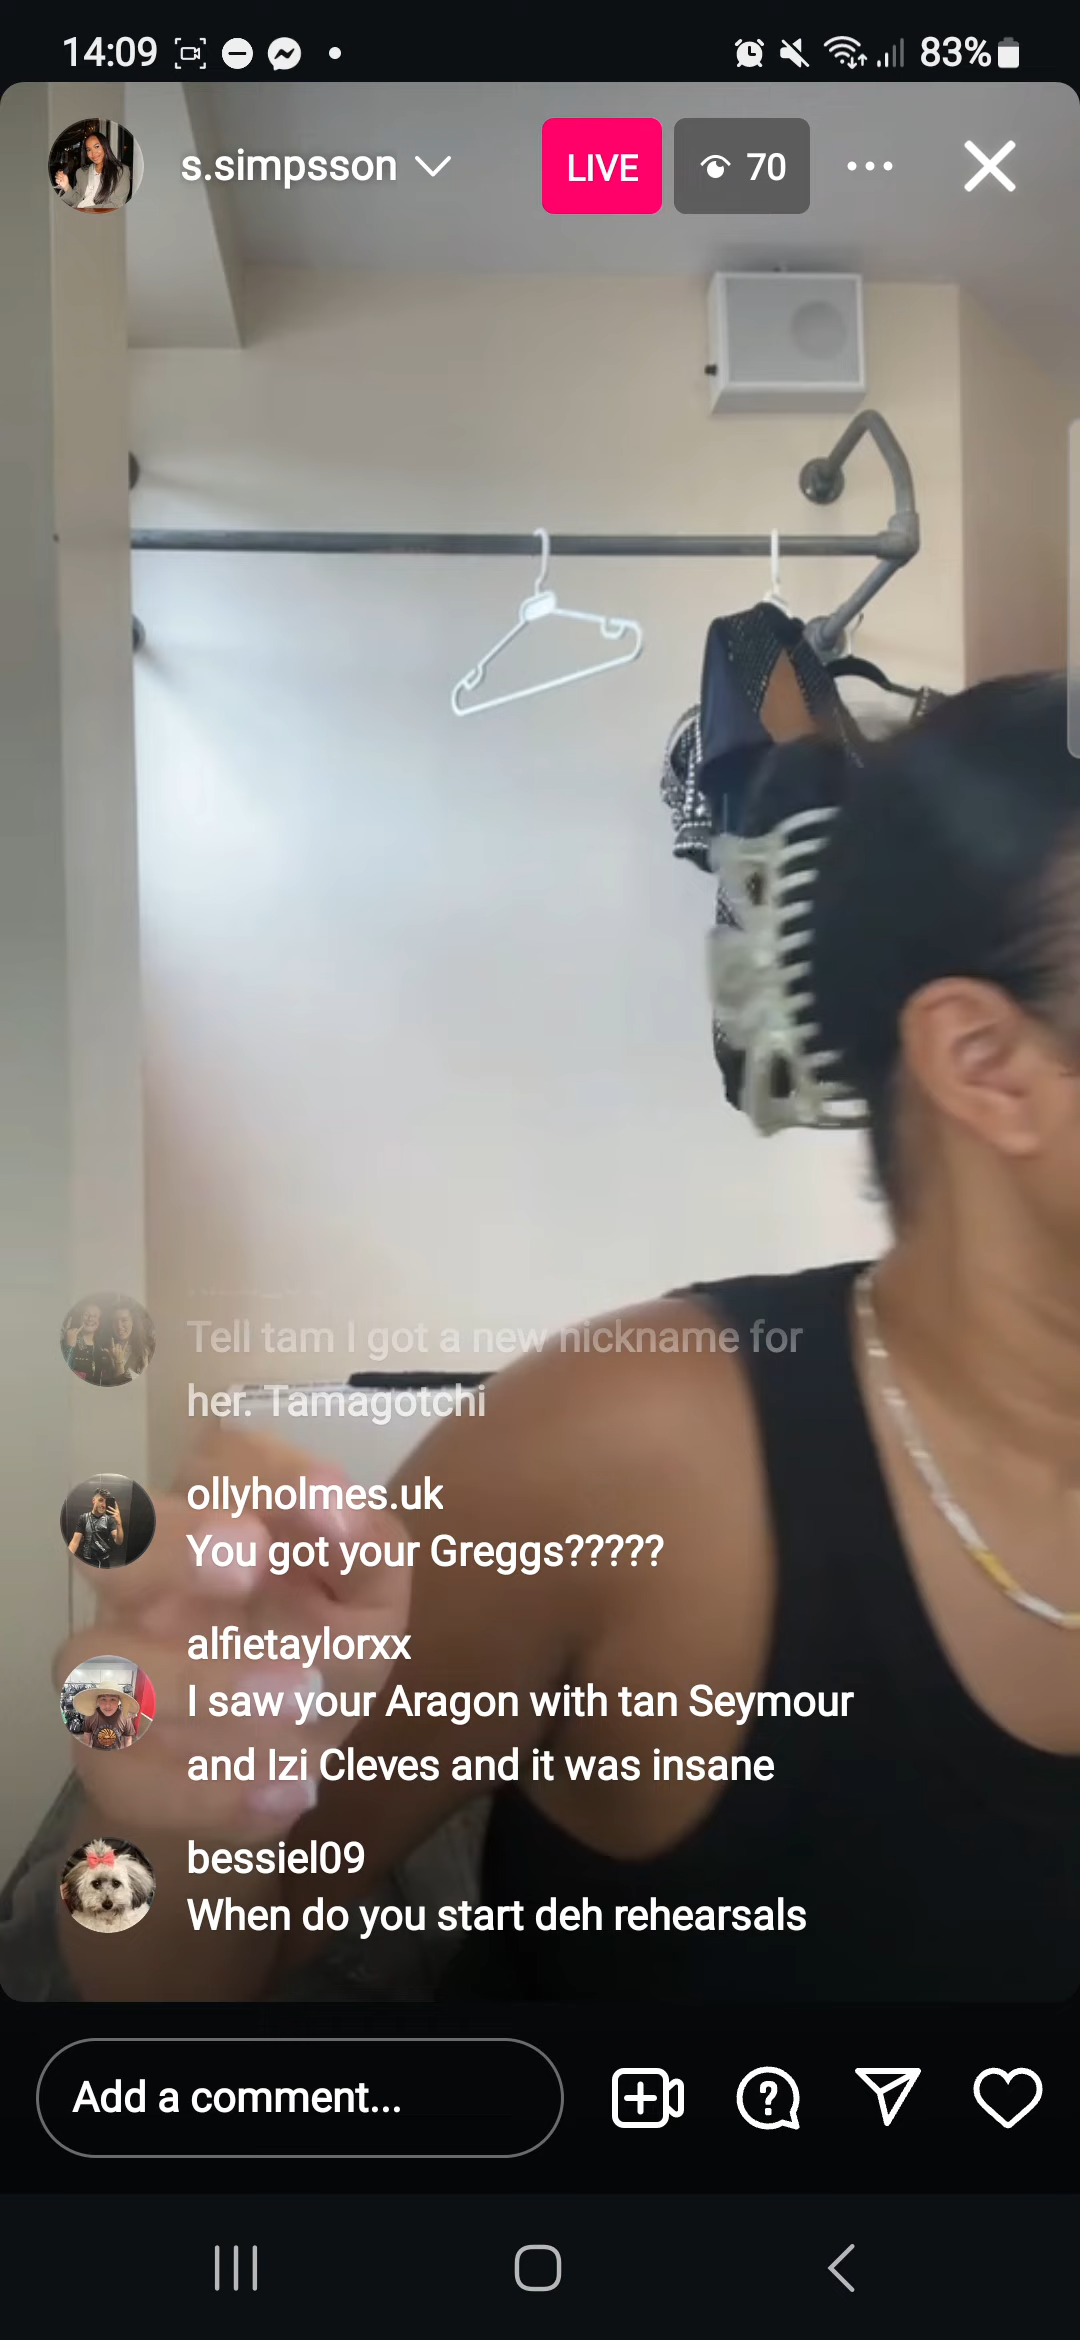 14:09
83%
s.simpsson
LIVE
70
Tell tam I got a new nickname for
her. Tamagotchi
ollyholmes.uk
You got your Greggs?????
alfietaylorxx
I saw your Aragon with tan Seymour
and Izi Cleves and it was insane
bessiel09
When do you start deh rehearsals
Add a comment...